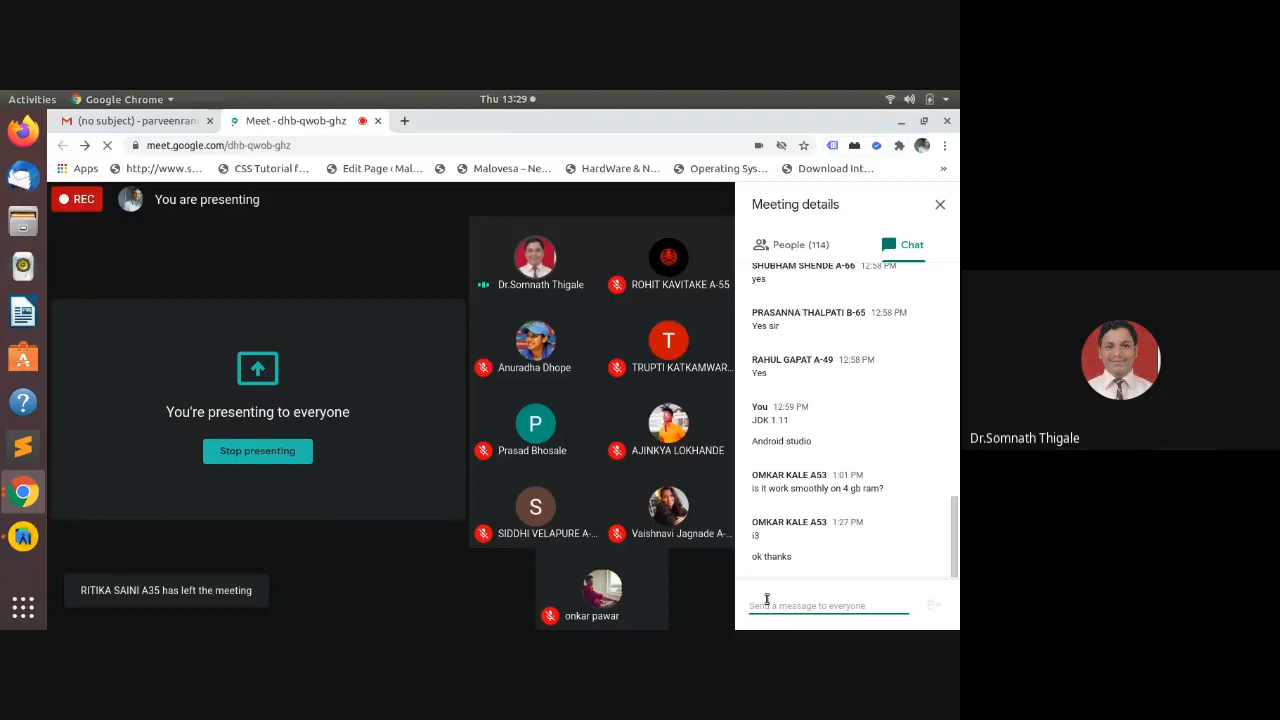 Activities
Google Chrome
Thu 13:29
(no subject) - parveenran
Meet - dhb-qwob-ghz
meet.google.com/dhb-qwob-ghz
Apps
http://www.s...
CSS Tutorial f...
Edit Page ‹ Mal...
Malovesa – Ne...
HardWare & N...
Operating Sys...
Download Int...
»
REC
You are presenting
Dr.Somnath Thigale
ROHIT KAVITAKE A-55
Anuradha Dhope
T
TRUPTI KATKAMWAR...
P
Prasad Bhosale
AJINKYA LOKHANDE
S
SIDDHI VELAPURE A-...
Vaishnavi Jagnade A-...
onkar pawar
You're presenting to everyone
Stop presenting
RITIKA SAINI A35 has left the meeting
Meeting details
People (114)
Chat
SHUBHAM SHENDE A-66 12:58 PM
yes
PRASANNA THALPATI B-65 12:58 PM
Yes sir
RAHUL GAPAT A-49 12:58 PM
Yes
You 12:59 PM
JDK 1.11
Android studio
OMKAR KALE A53 1:01 PM
is it work smoothly on 4 gb ram?
OMKAR KALE A53 1:27 PM
i3
ok thanks
Send a message to everyone
Dr.Somnath Thigale